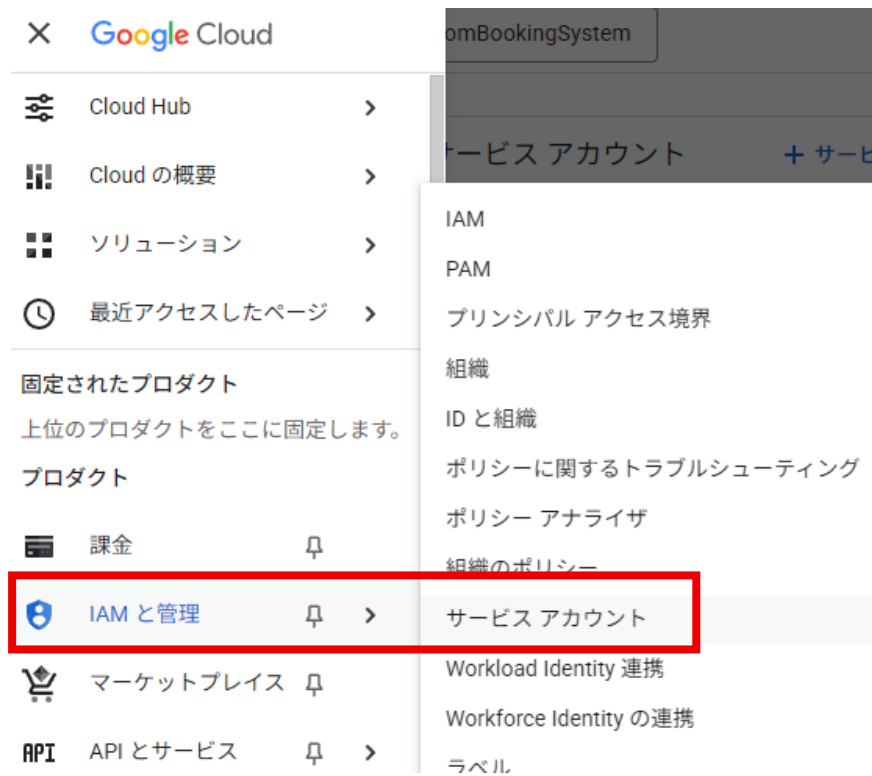 Google Cloud
omBookingSystem
Cloud Hub
Cloud の概要
ソリューション
最近アクセスしたページ
固定されたプロダクト
上位のプロダクトをここに固定します。
プロダクト
課金
IAM と管理
マーケットプレイス
API API とサービス
ービス アカウント
+ サービ
IAM
PAM
プリンシパル アクセス境界
組織
ID と組織
ポリシーに関するトラブルシューティング
ポリシー アナライザ
組織のポリシー
サービス アカウント
Workload Identity 連携
Workforce Identity の連携
ラベル